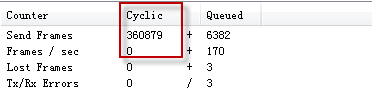 Counter Cyclic Queued
Send Frames 360879 + 6382
Frames / sec 0 + 170
Lost Frames 0 + 3
Tx/Rx Errors 0 / 3